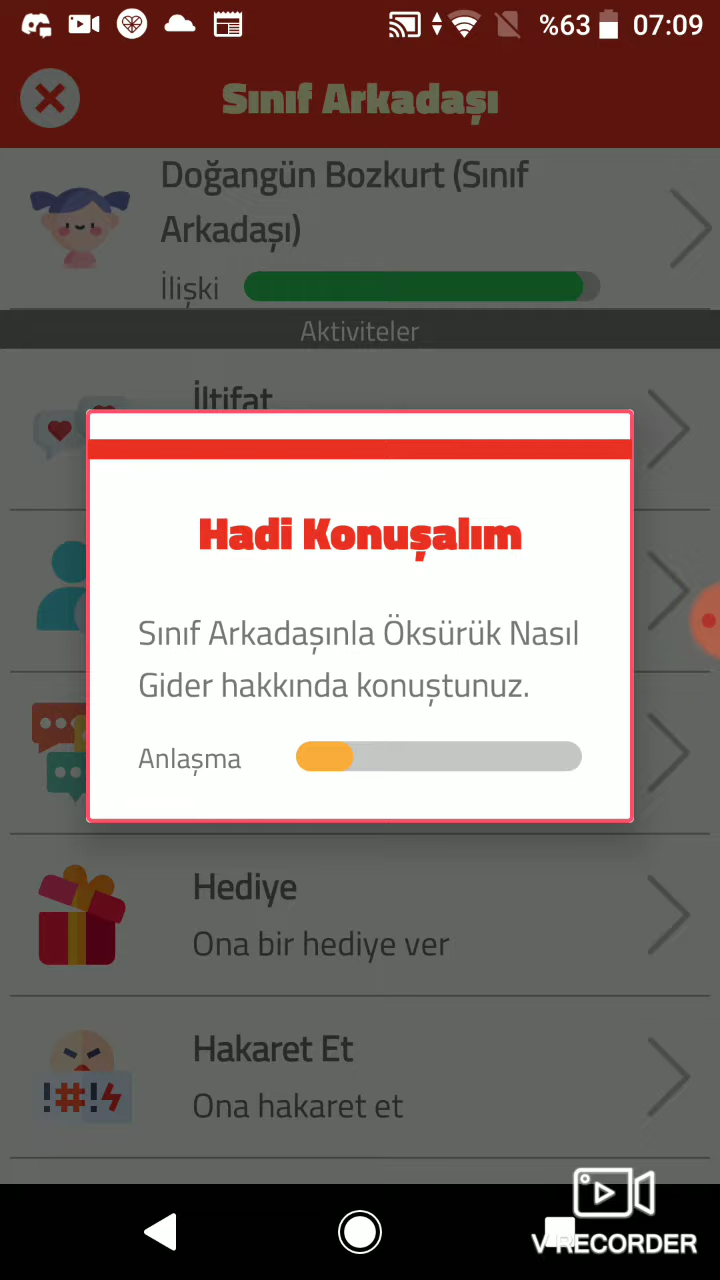 %63 07:09
Sınıf Arkadaşı
Doğangün Bozkurt (Sınıf
Arkadaşı)
İlişki
Aktiviteler
İltifat
Hadi Konuşalım
Sınıf Arkadaşınla Öksürük Nasıl
Gider hakkında konuştunuz.
Anlaşma
Hediye
Ona bir hediye ver
Hakaret Et
!#!
Ona hakaret et
V RECORDER